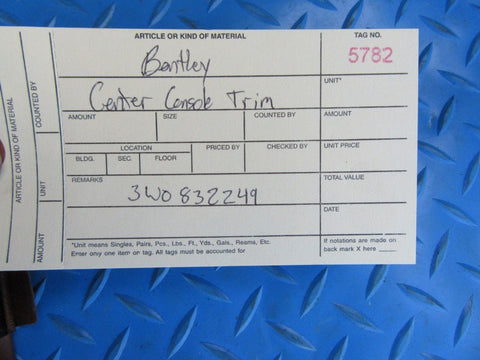 ARTICLE OR KIND OF MATERIAL
TAG NO.
Bentley
5782
UNIT*
Center Console Trim
AMOUNT SIZE COUNTED BY AMOUNT
LOCATION PRICED BY CHECKED BY UNIT PRICE
BLDG. SEC. FLOOR
REMARKS TOTAL VALUE
3W0832249
DATE
*Unit means Singles, Pairs, Pcs., Lbs., Ft., Yds., Gals., Reams, Etc.
Enter only one item on tag. All tags must be accounted for
If notations are made on
back mark X here
ARTICLE OR KIND OF MATERIAL
COUNTED BY
UNIT
AMOUNT